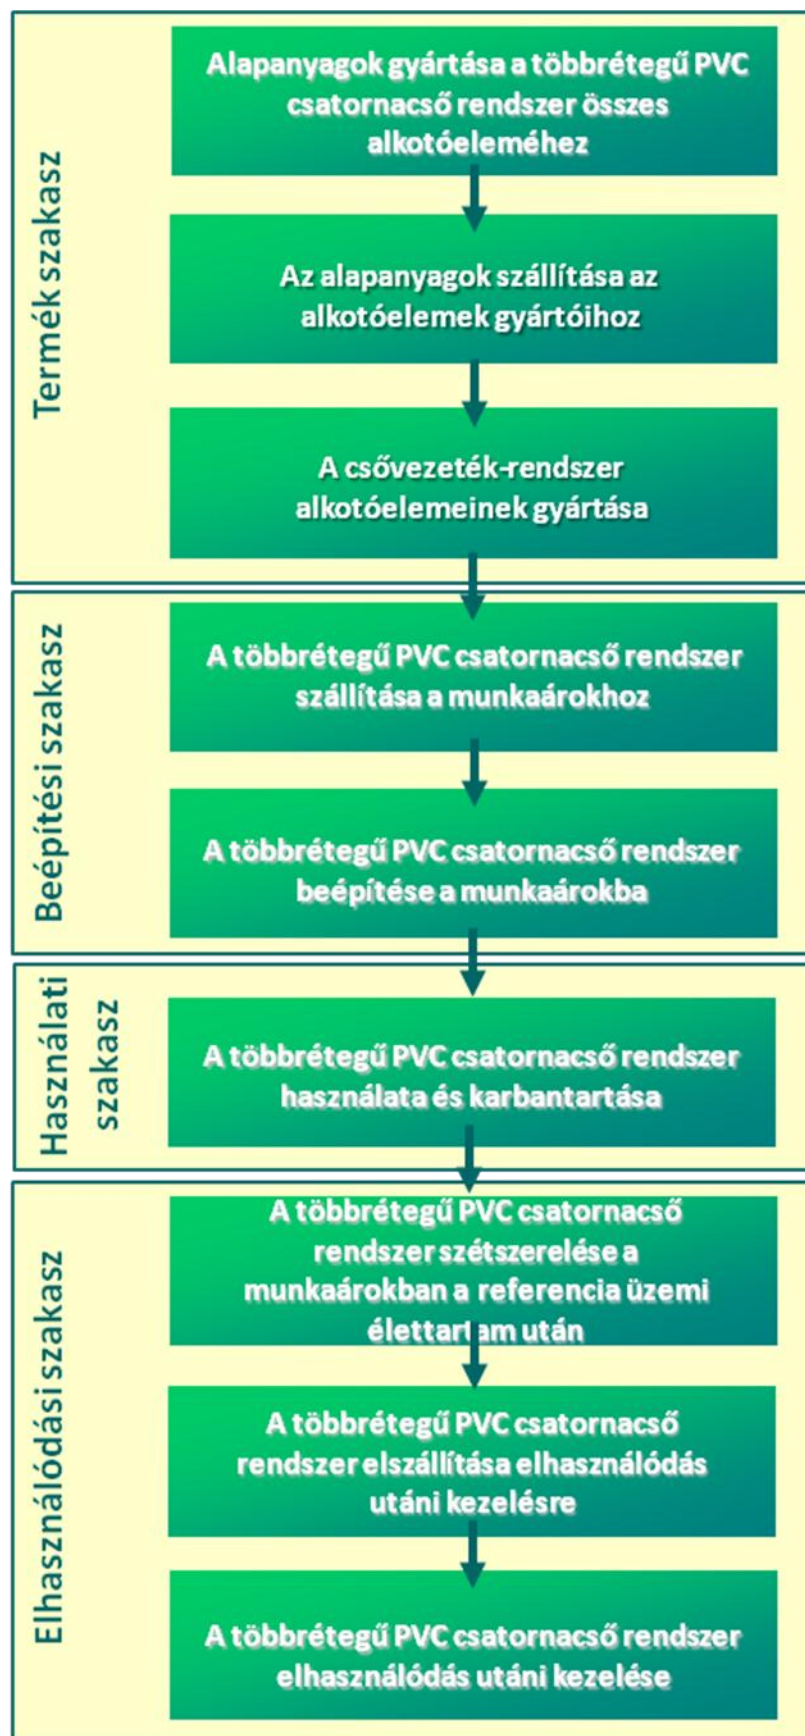 Termék szakasz
Alapanyagok gyártása a többrétegű PVC
csatornacső rendszer összes
alkotóeleméhez
Az alapanyagok szállítása az
alkotóelemek gyártóihoz
A csővezeték-rendszer
alkotóelemeinek gyártása
Beépítési szakasz
A többrétegű PVC csatornacső rendszer
szállítása a munkaárokhoz
A többrétegű PVC csatornacső rendszer
beépítése a munkaárokba
Használati
szakasz
A többrétegű PVC csatornacső rendszer
használata és karbantartása
Elhasználódási szakasz
A többrétegű PVC csatornacső
rendszer szétszerelése a
munkaárokban a referencia üzemi
élettartam után
A többrétegű PVC csatornacső
rendszer elszállítása elhasználódás
utáni kezelésre
A többrétegű PVC csatornacső rendszer
elhasználódás utáni kezelése